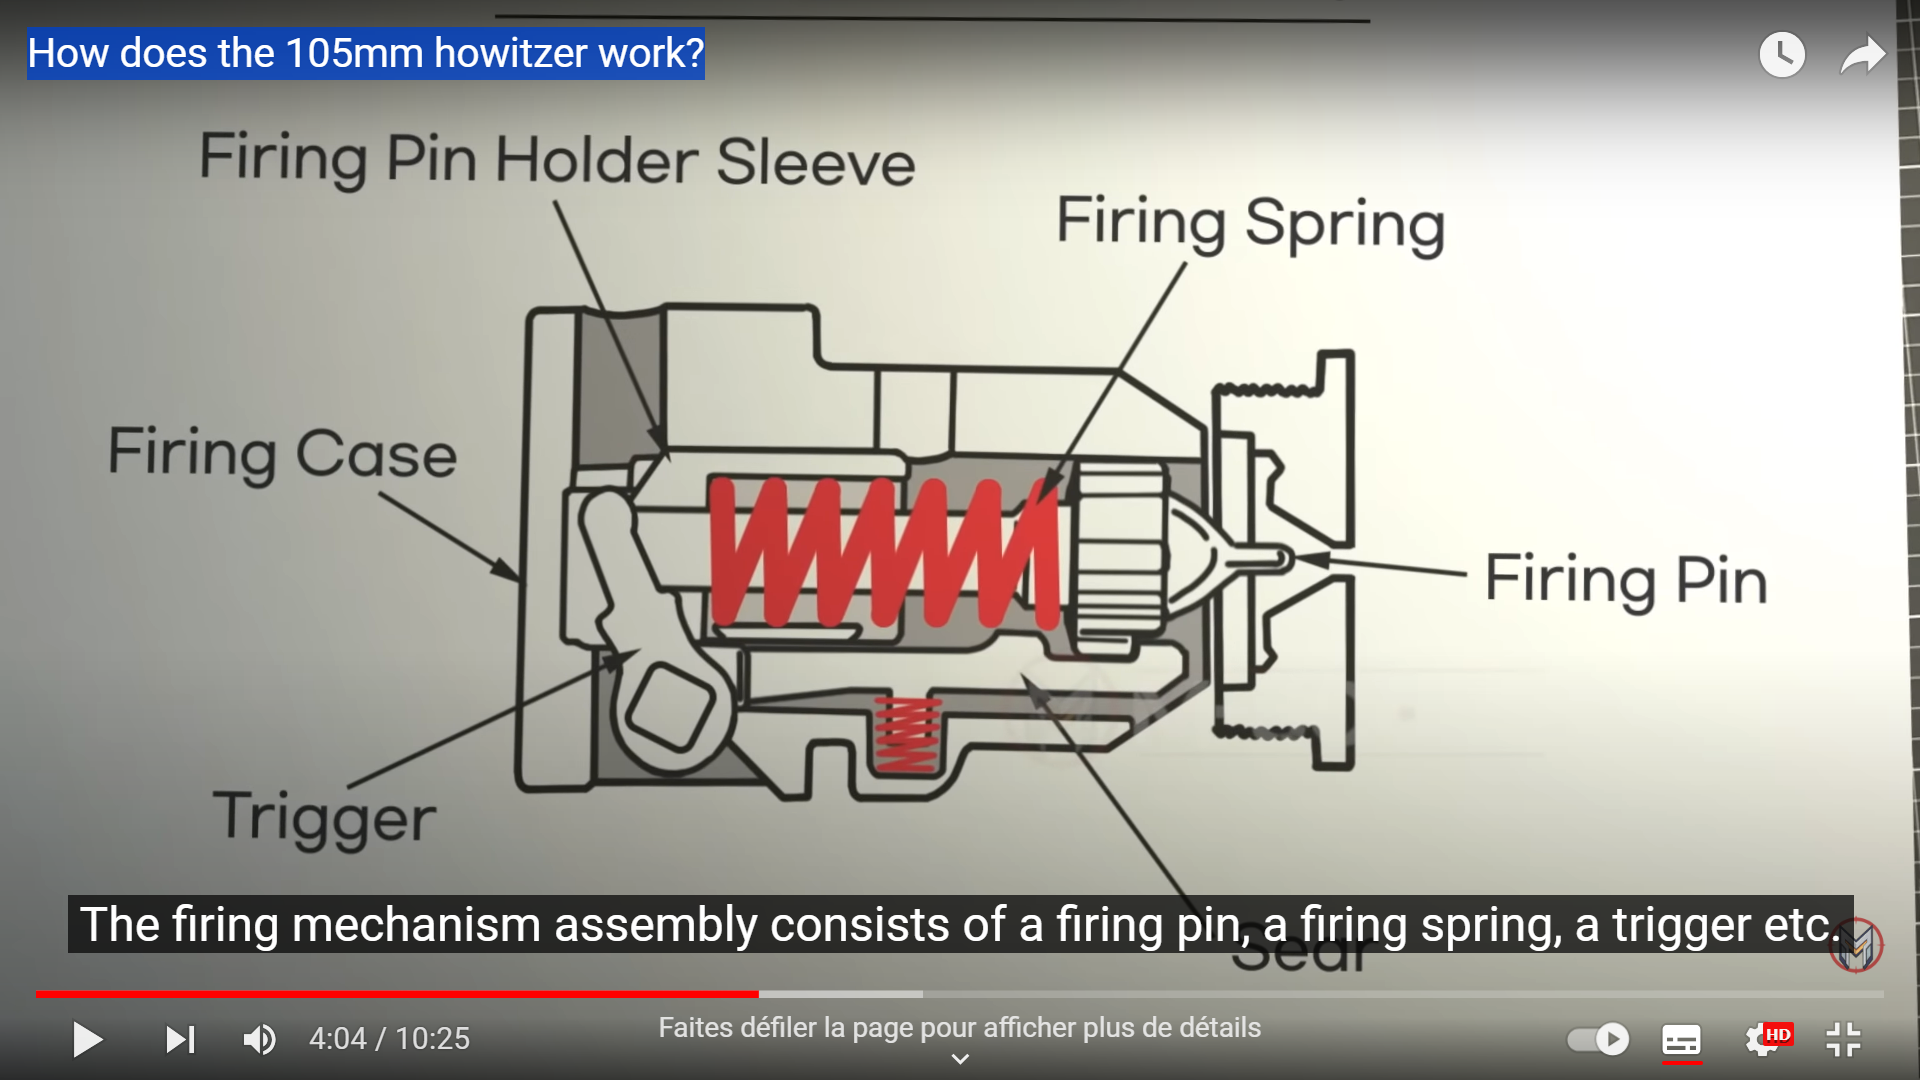 How does the 105mm howitzer work?
Firing Pin Holder Sleeve
Firing Spring
Firing Case
Firing Pin
Trigger
The firing mechanism assembly consists of a firing pin, a firing spring, a trigger etc.
Sear
4:04 / 10:25
Faites défiler la page pour afficher plus de détails
HD